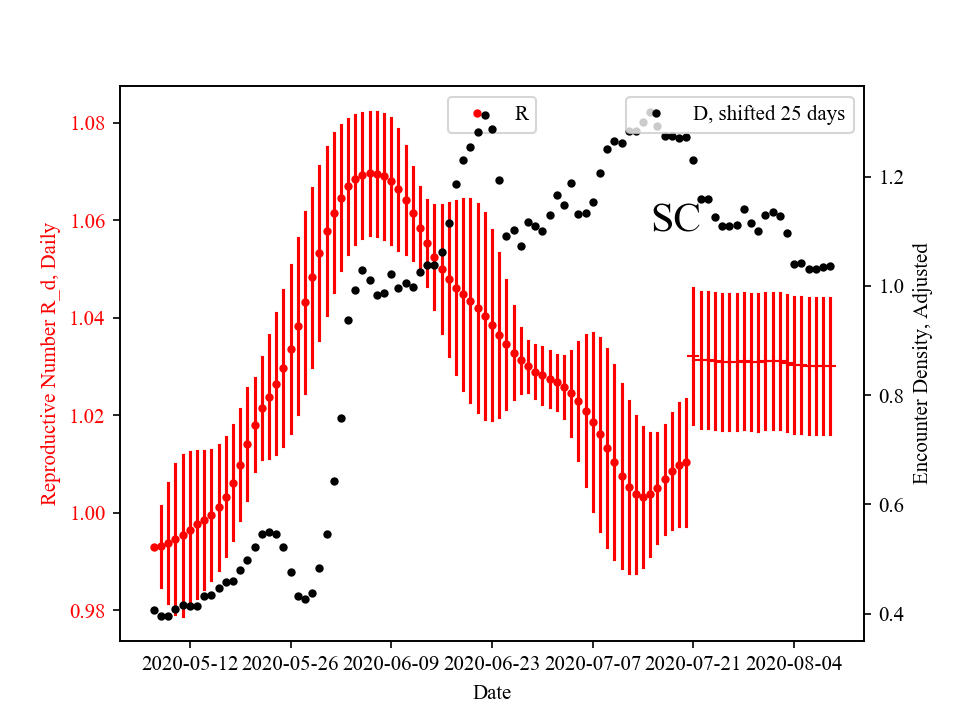 R
D, shifted 25 days
SC
Reproductive Number R_d, Daily
1.08
1.06
1.04
1.02
1.00
0.98
1.2
1.0
0.8
0.6
0.4
Encounter Density, Adjusted
2020-05-12 2020-05-26 2020-06-09 2020-06-23 2020-07-07 2020-07-21 2020-08-04
Date